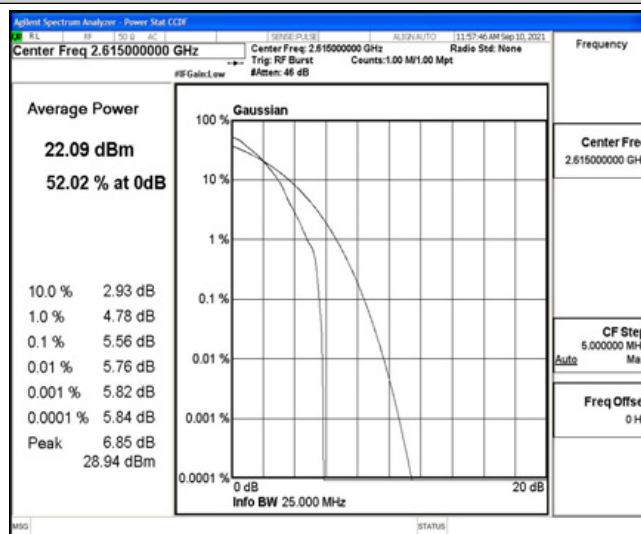 Agilent Spectrum Analyzer - Power Stat CCDF
RL RF 50 Ω AC SENSE:PULSE ALIGN AUTO 11:57:46 AM Sep 10, 2021
Center Freq 2.615000000 GHz
Center Freq: 2.615000000 GHz Radio Std: None
Trig: RF Burst Counts:1.00 M/1.00 Mpt
#IFGain:Low #Atten: 46 dB
Frequency
Average Power
22.09 dBm
52.02 % at 0dB
10.0 % 2.93 dB
1.0 % 4.78 dB
0.1 % 5.56 dB
0.01 % 5.76 dB
0.001 % 5.82 dB
0.0001 % 5.84 dB
Peak 6.85 dB
28.94 dBm
Gaussian
100 %
10 %
1 %
0.1 %
0.01 %
0.001 %
0.0001 %
0 dB 20 dB
Info BW 25.000 MHz
Center Fre
2.615000000 GH
CF Step
5.000000 MH
Auto Ma
Freq Offse
0 H
MSG STATUS